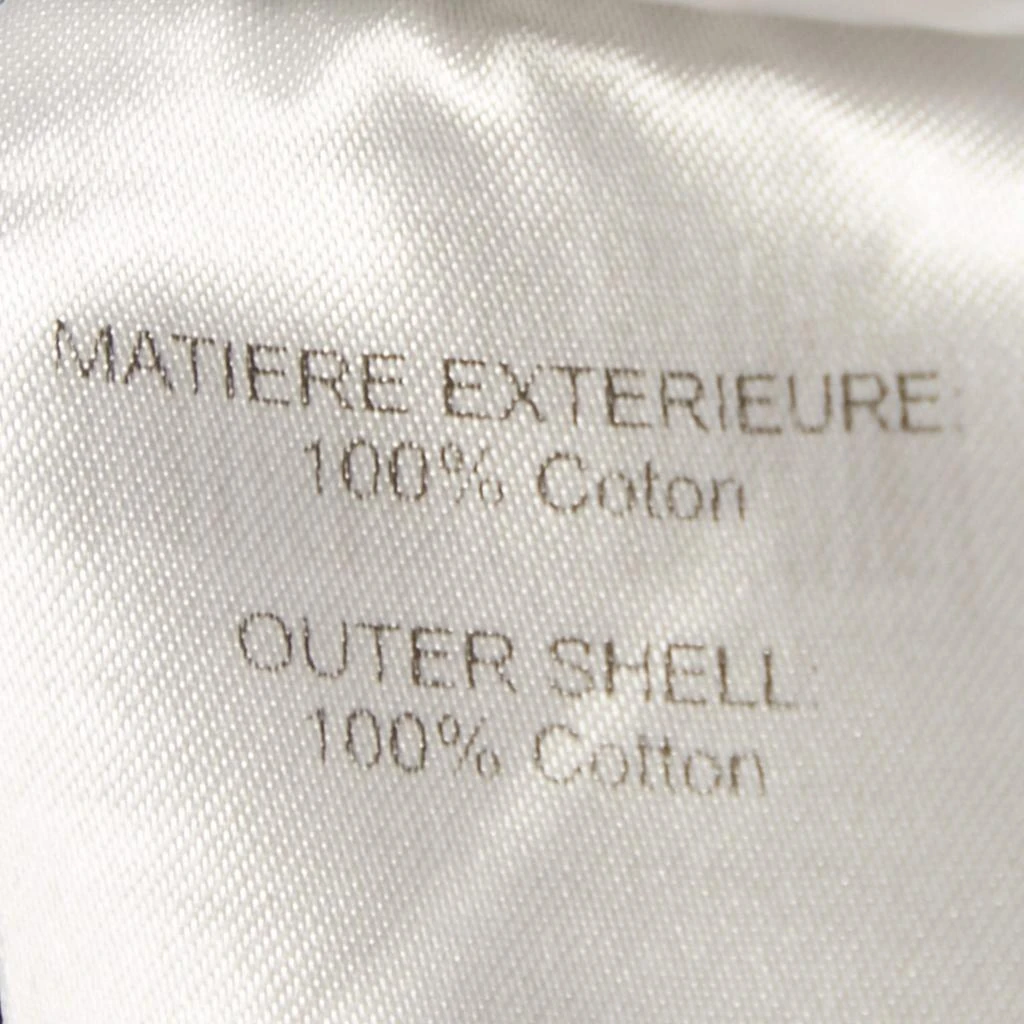 MATIERE EXTERIEURE:
100% Coton
OUTER SHELL:
100% Cotton